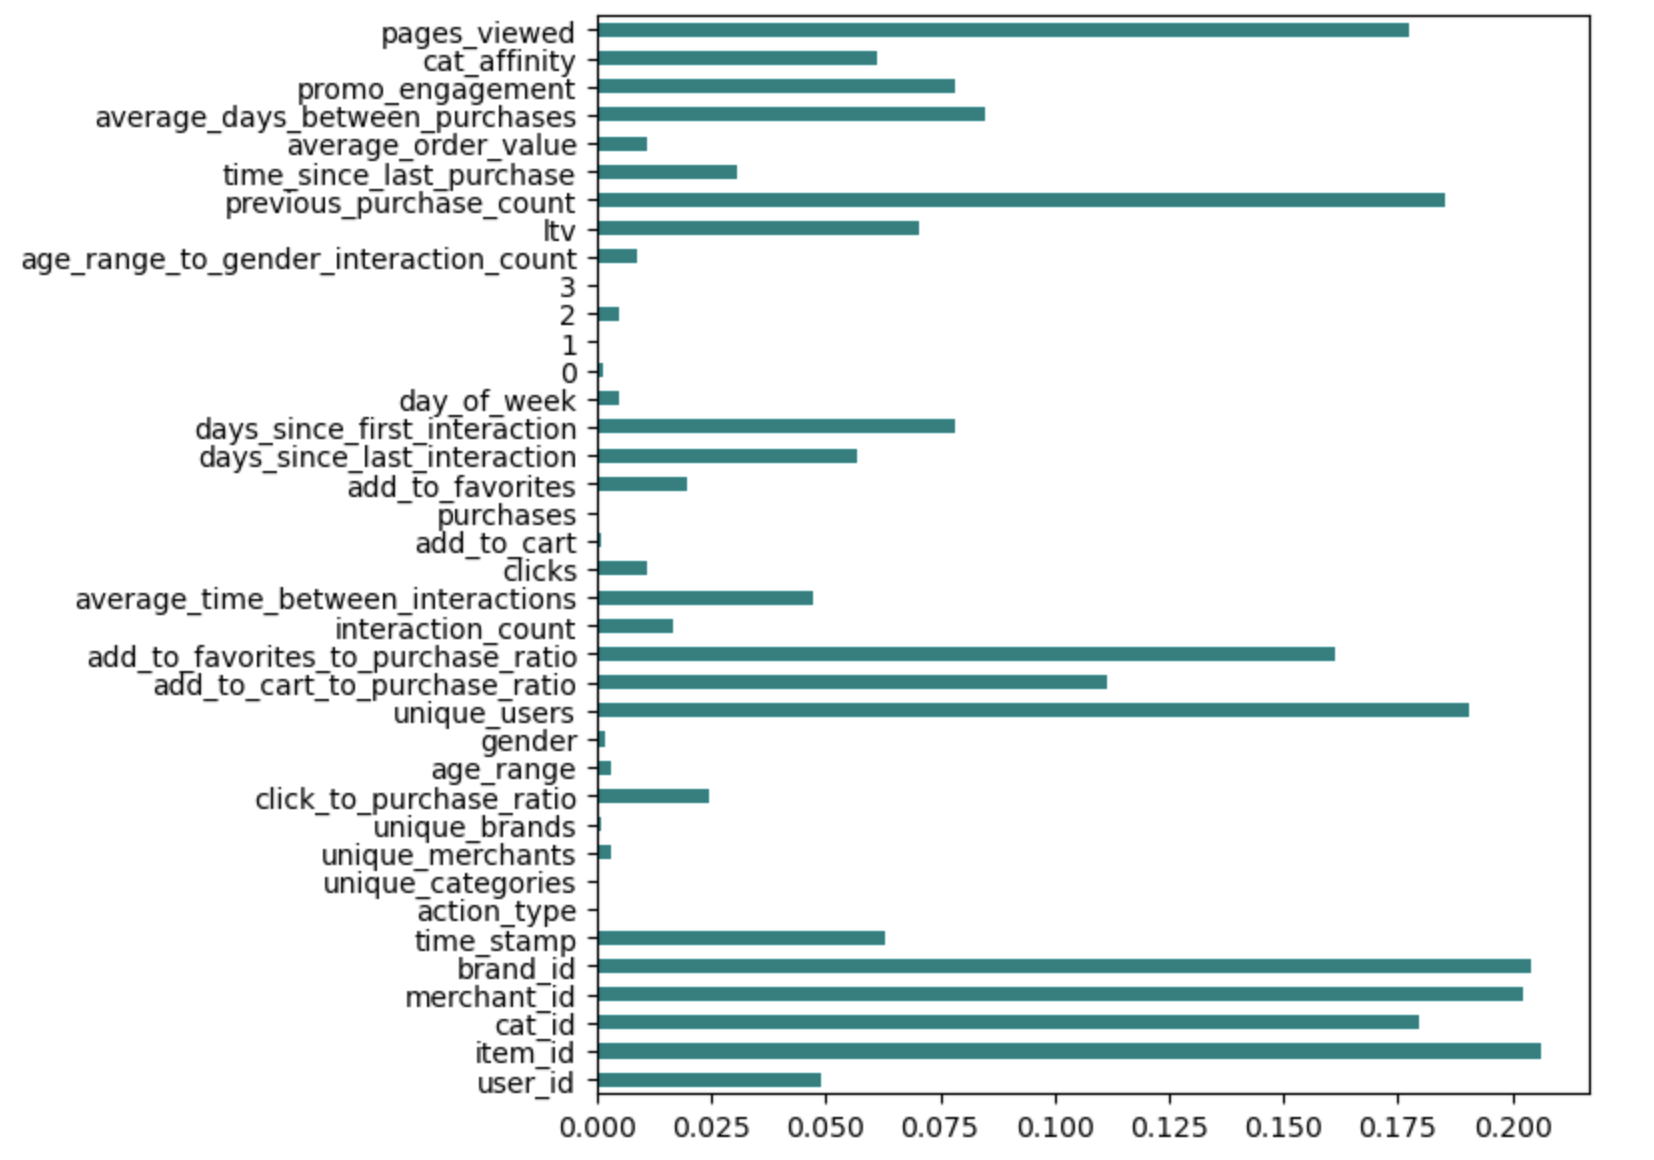 pages_viewed
cat_affinity
promo_engagement
average_days_between_purchases
average_order_value
time_since_last_purchase
previous_purchase_count
ltv
age_range_to_gender_interaction_count
3
2
1
0
day_of_week
days_since_first_interaction
days_since_last_interaction
add_to_favorites
purchases
add_to_cart
clicks
average_time_between_interactions
interaction_count
add_to_favorites_to_purchase_ratio
add_to_cart_to_purchase_ratio
unique_users
gender
age_range
click_to_purchase_ratio
unique_brands
unique_merchants
unique_categories
action_type
time_stamp
brand_id
merchant_id
cat_id
item_id
user_id
0.000 0.025 0.050 0.075 0.100 0.125 0.150 0.175 0.200